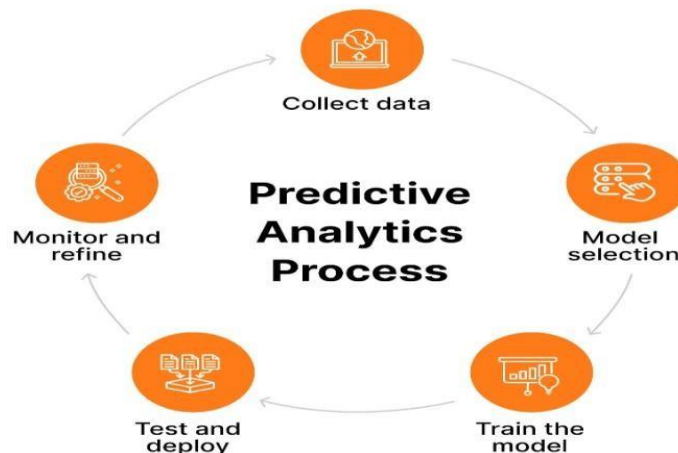 Collect data
Predictive
Analytics
Process
Model
selection
Train the
model
Test and
deploy
Monitor and
refine